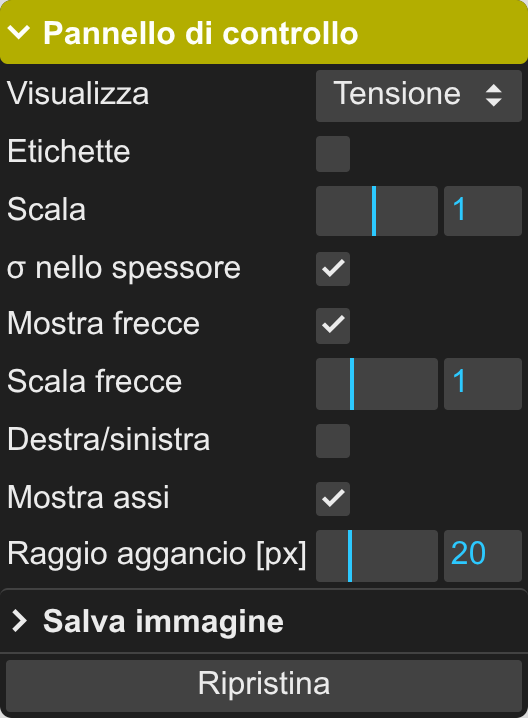 Pannello di controllo
Visualizza Tensione
Etichette
Scala 1
σ nello spessore
Mostra frecce
Scala frecce 1
Destra/sinistra
Mostra assi
Raggio aggancio [px] 20
Salva immagine
Ripristina